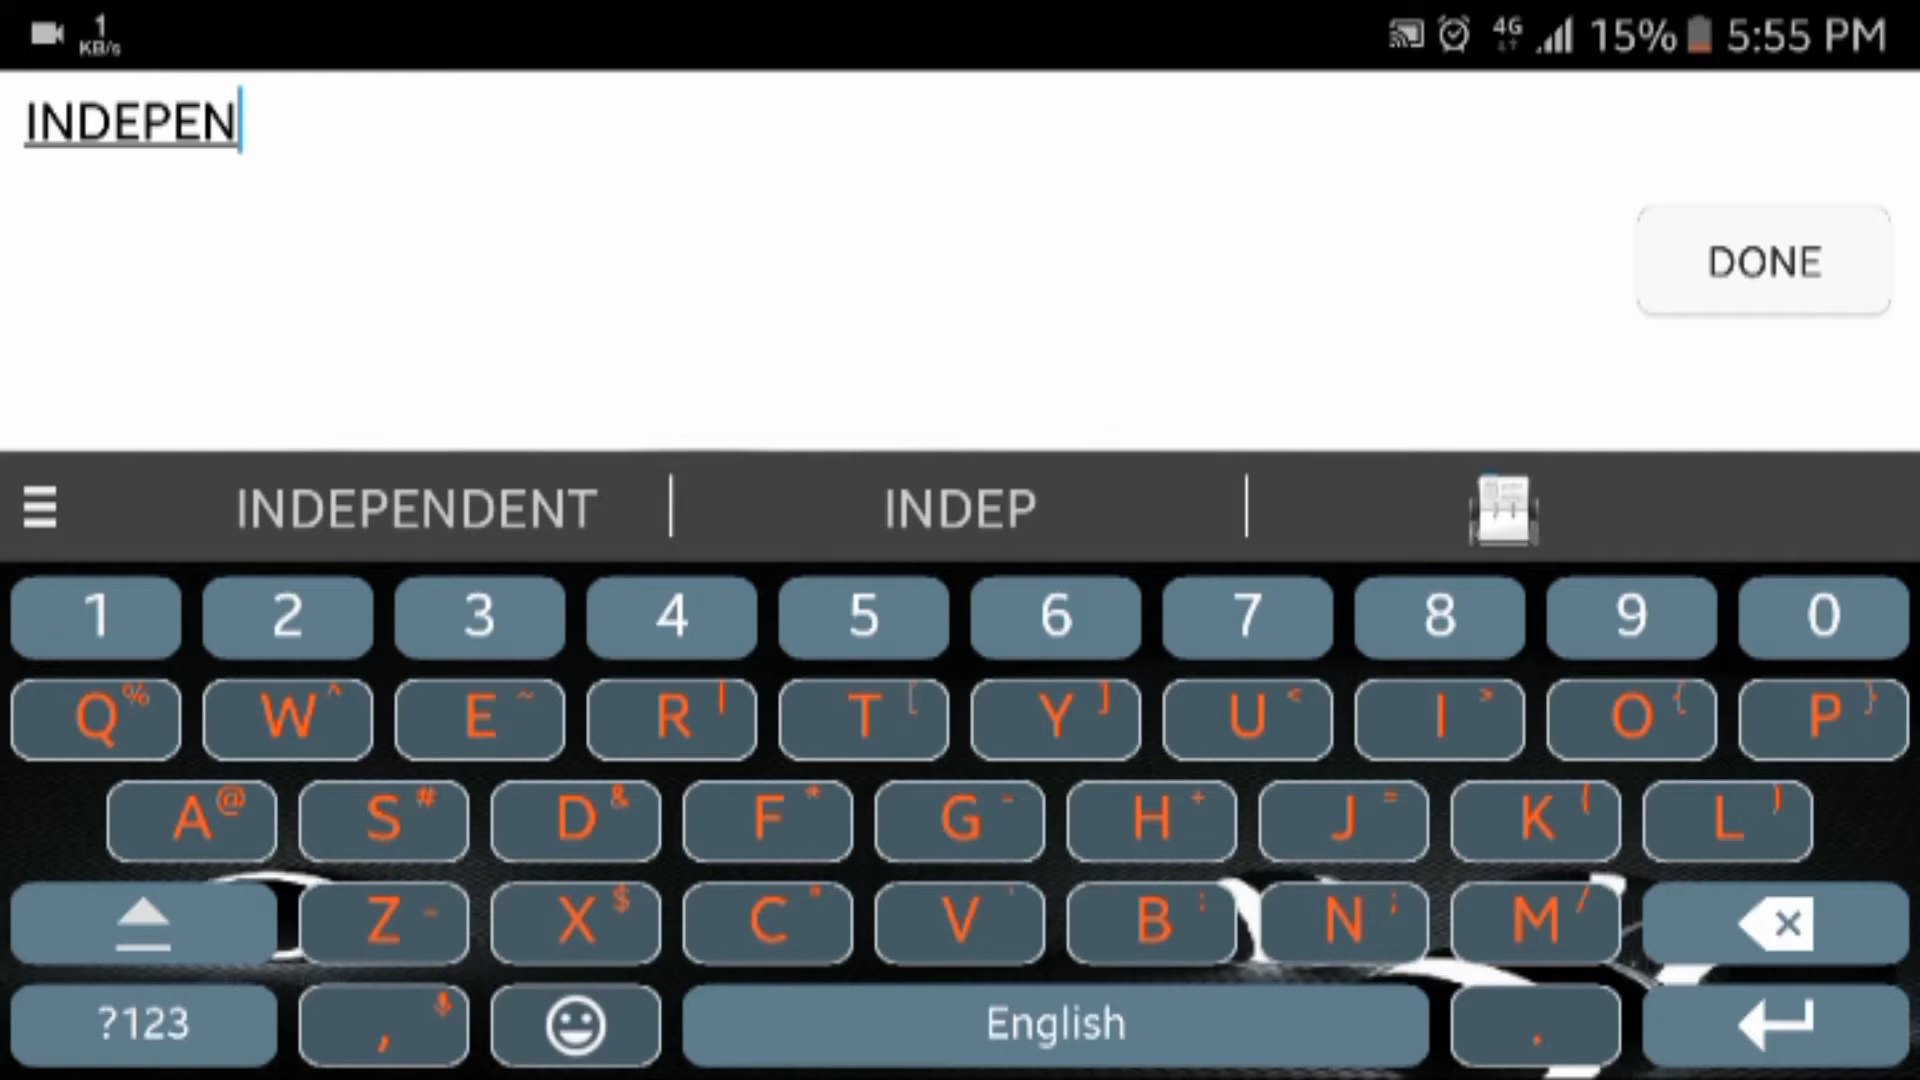 1
KB/s
4G
15%
5:55 PM
INDEPEN
DONE
INDEPENDENT
INDEP
1 2 3 4 5 6 7 8 9 0
Q % W ^ E ~ R | T [ Y ] U < I > O { P }
A @ S # D & F * G - H + J = K ( L )
Z - X $ C " V ' B : N ; M /
?123 , English .